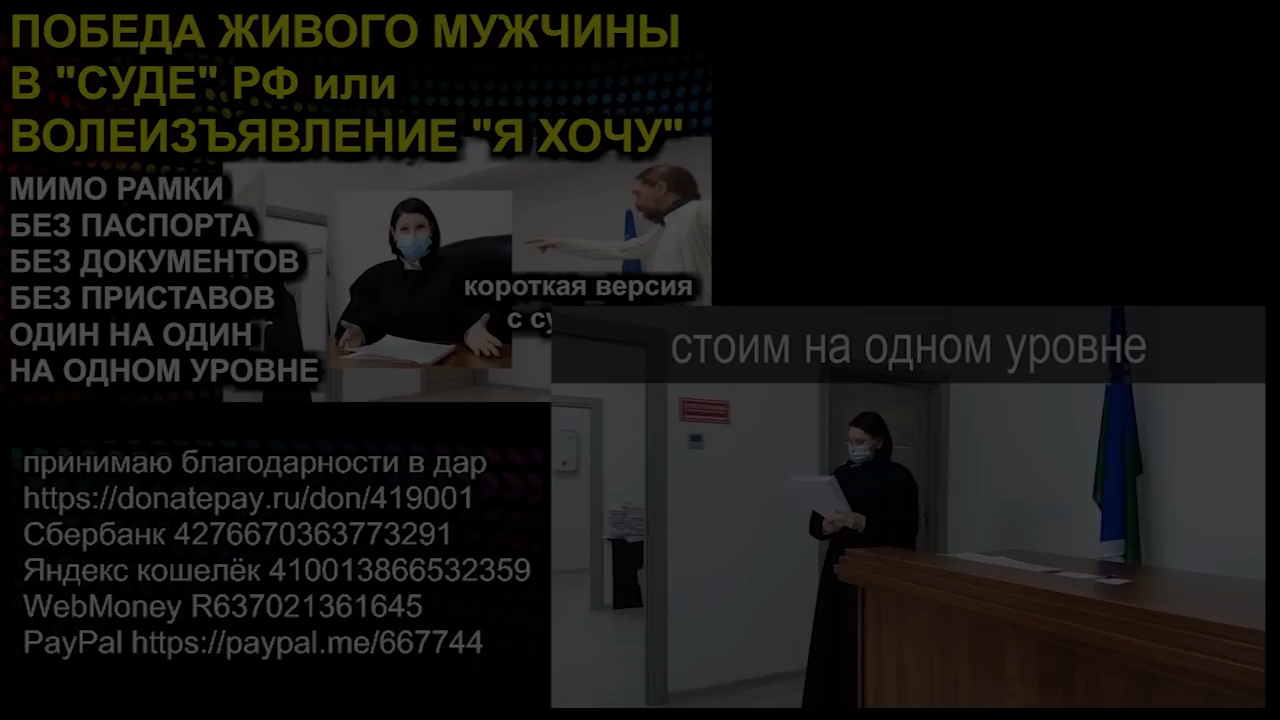 ПОБЕДА ЖИВОГО МУЖЧИНЫ
В "СУДЕ" РФ или
ВОЛЕИЗЪЯВЛЕНИЕ "Я ХОЧУ"
МИМО РАМКИ
БЕЗ ПАСПОРТА
БЕЗ ДОКУМЕНТОВ
БЕЗ ПРИСТАВОВ
ОДИН НА ОДИН
НА ОДНОМ УРОВНЕ
короткая версия
с
стоим на одном уровне
принимаю благодарности в дар
https://donatepay.ru/don/419001
Сбербанк 4276670363773291
Яндекс кошелёк 410013866532359
WebMoney R637021361645
PayPal https://paypal.me/667744